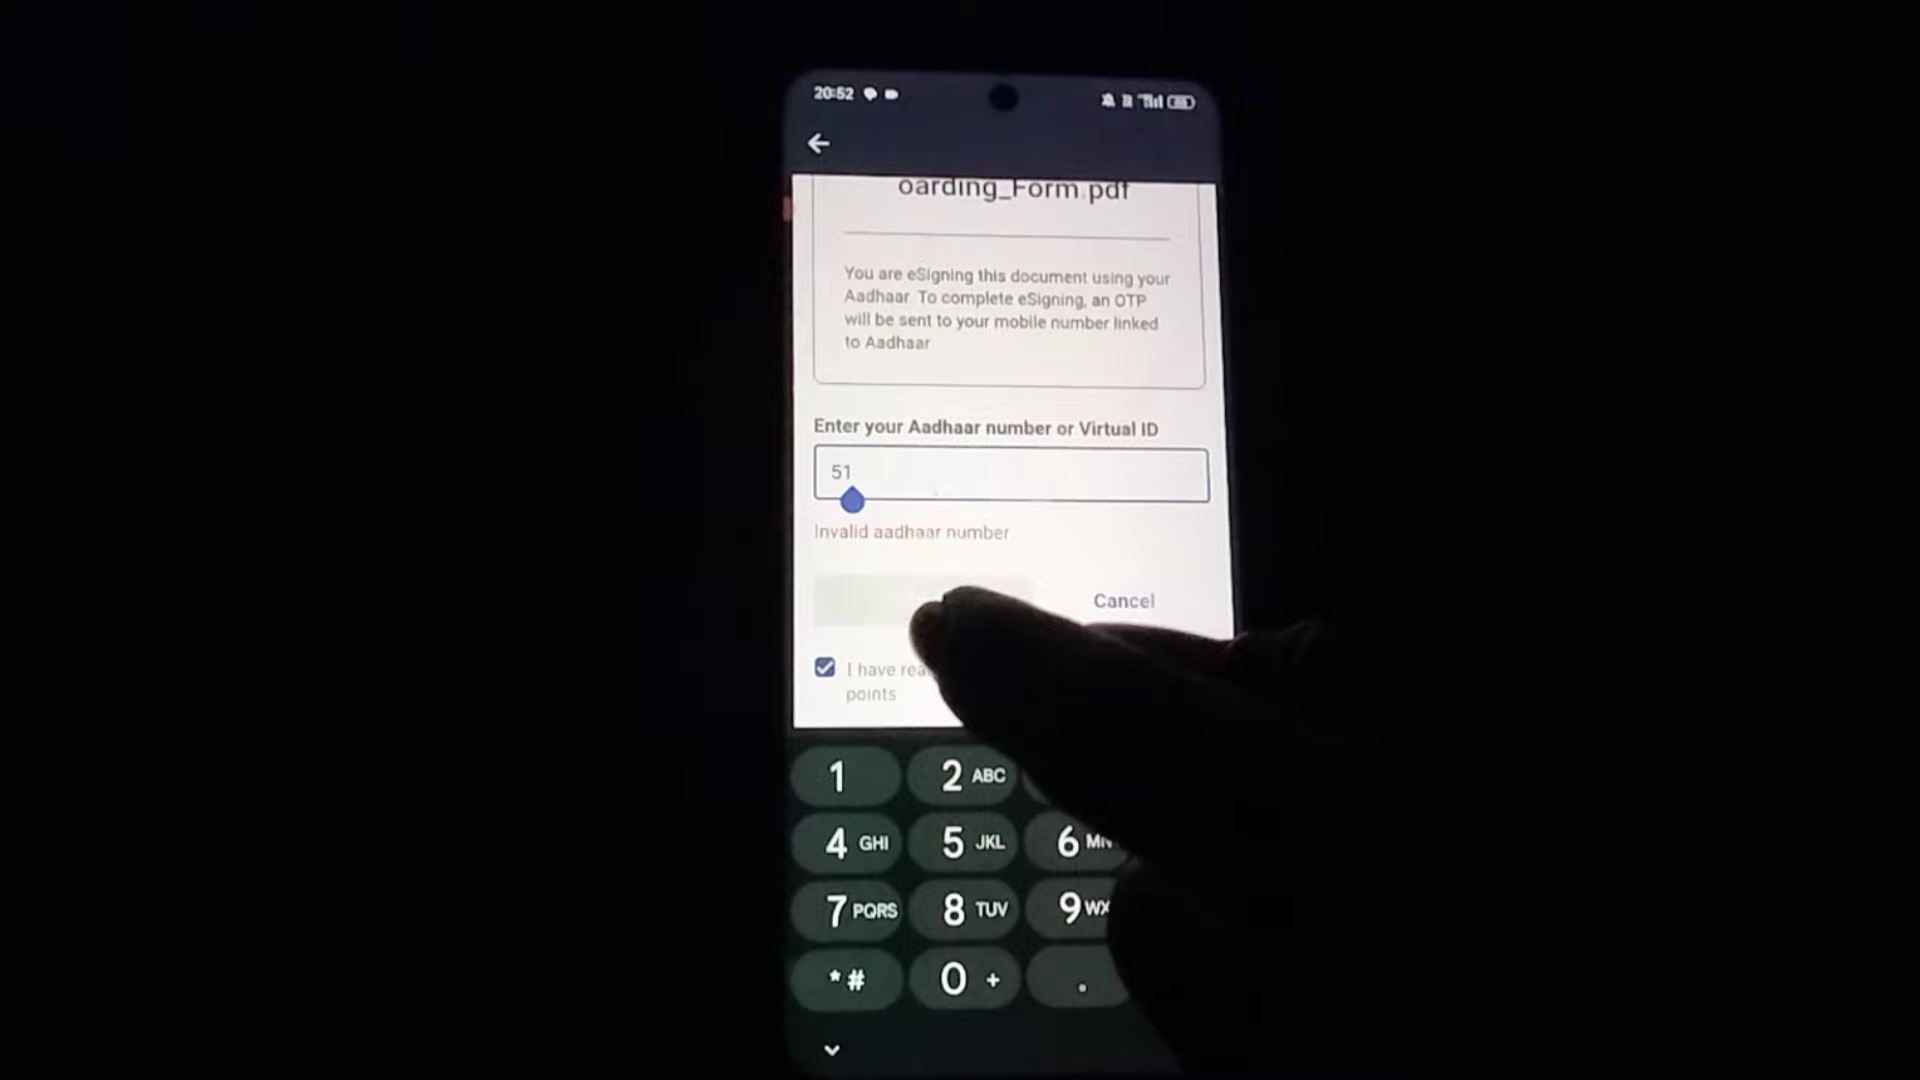 20:52
oarding_Form.pdf
You are eSigning this document using your
Aadhaar. To complete eSigning, an OTP
will be sent to your mobile number linked
to Aadhaar
Enter your Aadhaar number or Virtual ID
51
Invalid aadhaar number
Cancel
I have rea
points
1 2 ABC
4 GHI 5 JKL 6 MN
7 PQRS 8 TUV 9 WX
*# 0 + .